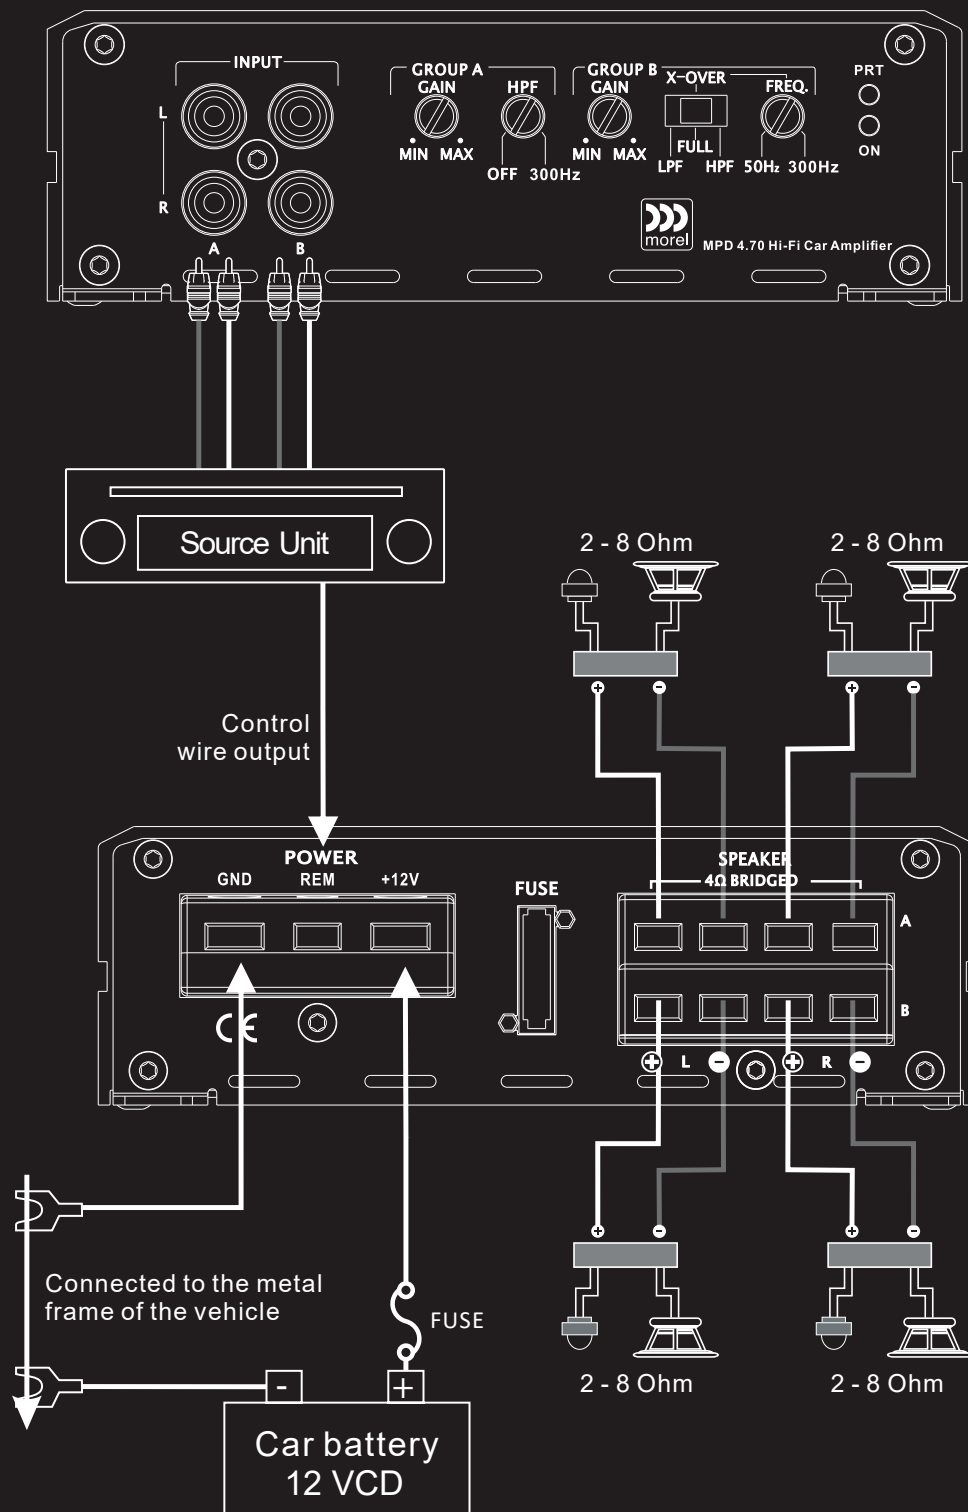 INPUT
L
R
A
B
GROUP A
GAIN
HPF
MIN MAX
OFF 300Hz
GROUP B
GAIN
X-OVER
FREQ.
MIN MAX
FULL
LPF HPF 50Hz 300Hz
PRT
ON
morel
MPD 4.70 Hi-Fi Car Amplifier
Source Unit
2 - 8 Ohm
2 - 8 Ohm
+ -
+ -
Control
wire output
POWER
GND REM +12V
FUSE
SPEAKER
4Ω BRIDGED
A
B
CE
+ L - + R -
+ -
+ -
2 - 8 Ohm
2 - 8 Ohm
Connected to the metal
frame of the vehicle
FUSE
- +
Car battery
12 VCD